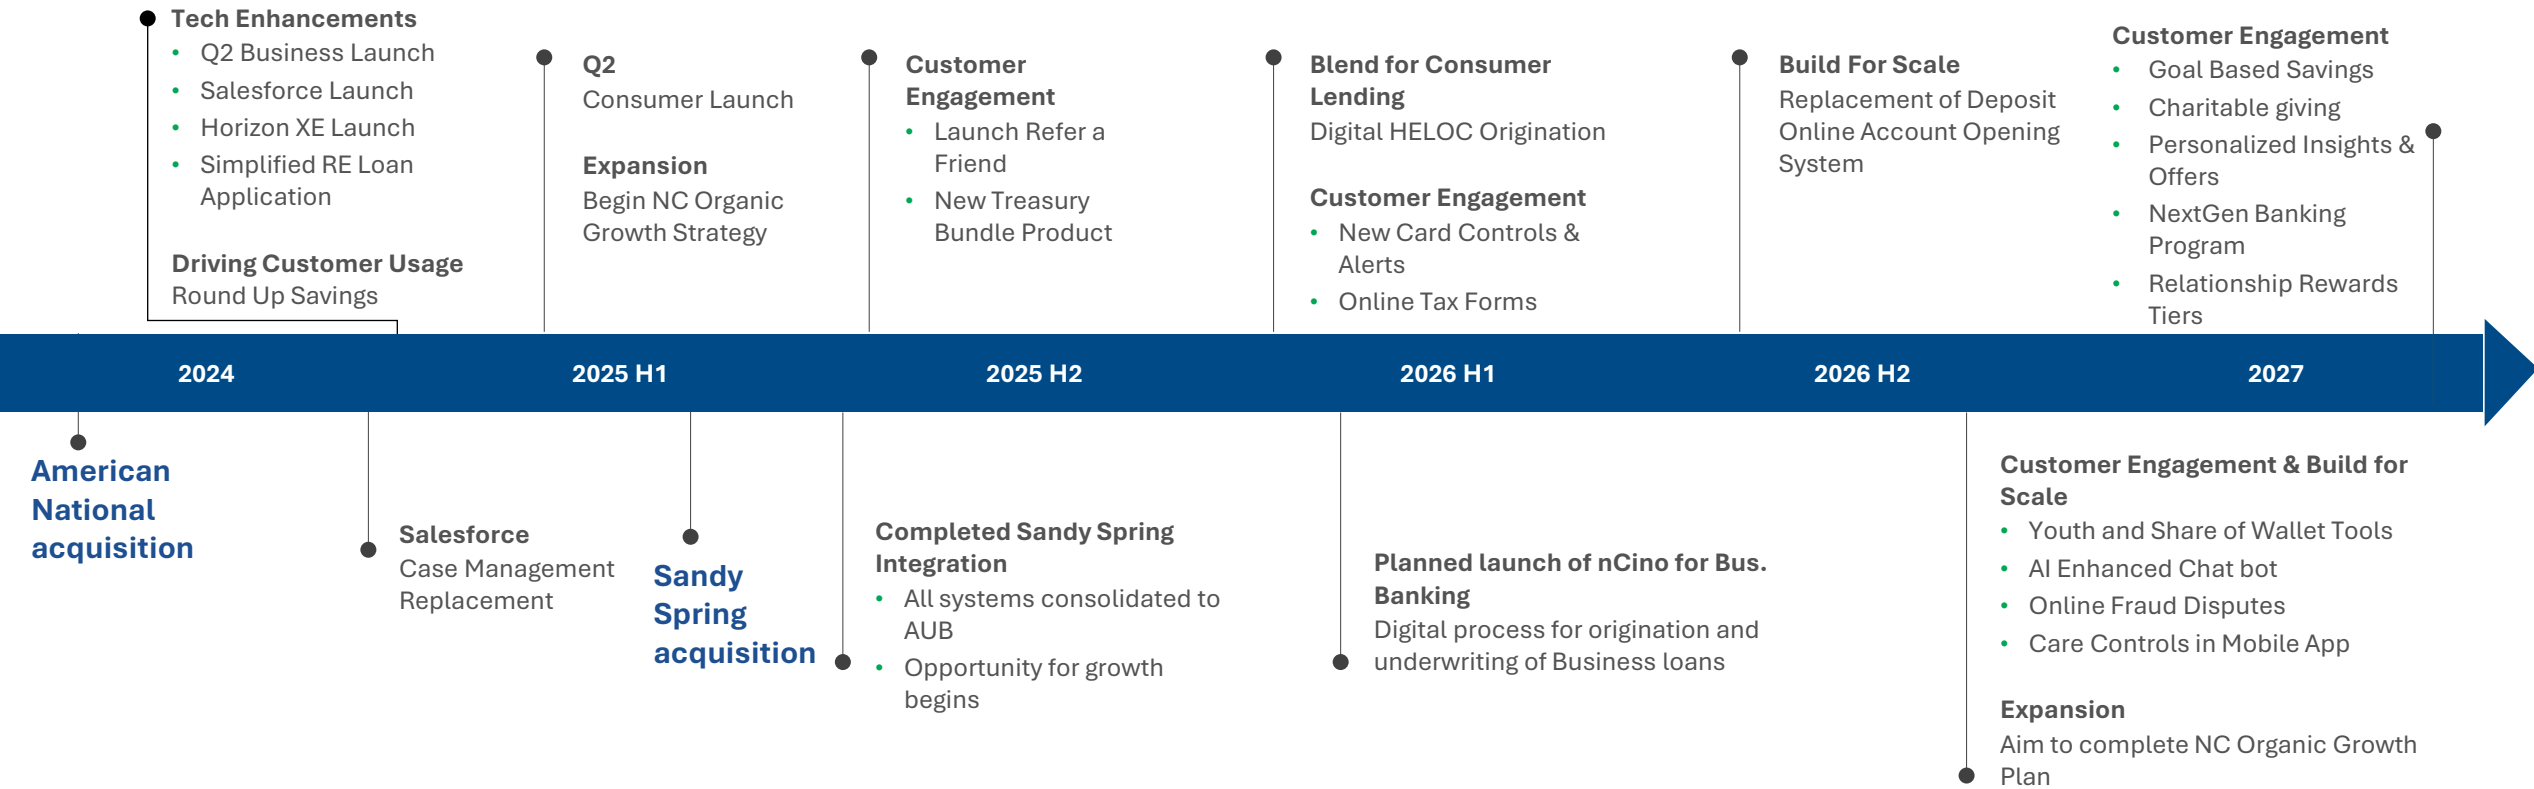 Tech Enhancements
• Q2 Business Launch
• Salesforce Launch
• Horizon XE Launch
• Simplified RE Loan
Application
Driving Customer Usage
Round Up Savings
Q2
Consumer Launch
Expansion
Begin NC Organic
Growth Strategy
Customer
Engagement
• Launch Refer a
Friend
• New Treasury
Bundle Product
Blend for Consumer
Lending
Digital HELOC Origination
Customer Engagement
• New Card Controls &
Alerts
• Online Tax Forms
Build For Scale
Replacement of Deposit
Online Account Opening
System
Customer Engagement
• Goal Based Savings
• Charitable giving
• Personalized Insights &
Offers
• NextGen Banking
Program
• Relationship Rewards
Tiers
2024
2025 H1
2025 H2
2026 H1
2026 H2
2027
American
National
acquisition
Salesforce
Case Management
Replacement
Sandy
Spring
acquisition
Completed Sandy Spring
Integration
• All systems consolidated to
AUB
• Opportunity for growth
begins
Planned launch of nCino for Bus.
Banking
Digital process for origination and
underwriting of Business loans
Customer Engagement & Build for
Scale
• Youth and Share of Wallet Tools
• AI Enhanced Chat bot
• Online Fraud Disputes
• Care Controls in Mobile App
Expansion
Aim to complete NC Organic Growth
Plan